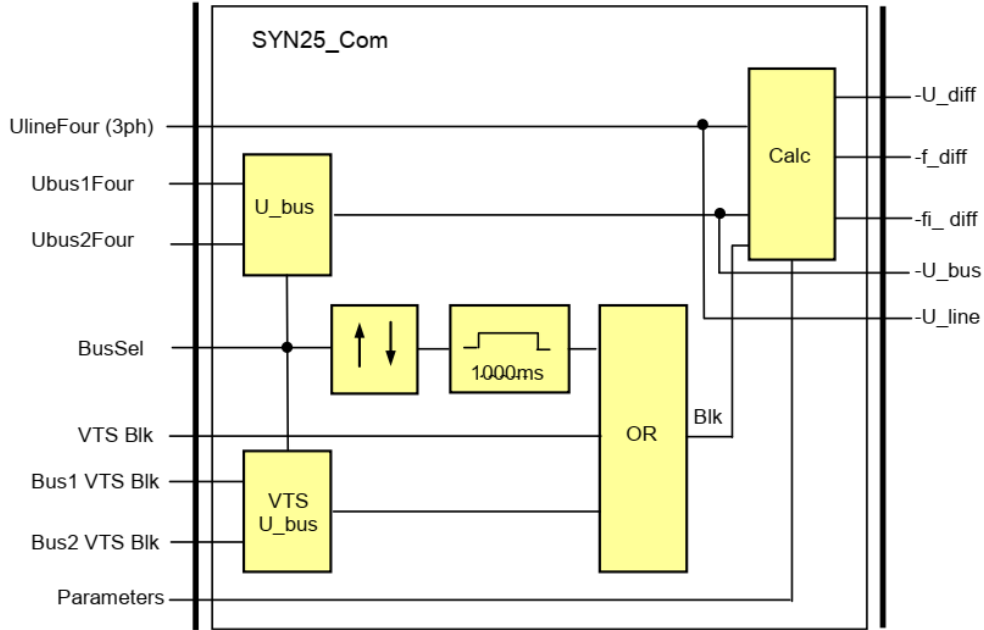 SYN25_Com
-U_diff
UlineFour (3ph)
Calc
-f_diff
Ubus1Four
U_bus
-fi_ diff
Ubus2Four
-U_bus
-U_line
BusSel
1000ms
Blk
VTS Blk
OR
Bus1 VTS Blk
VTS
U_bus
Bus2 VTS Blk
Parameters